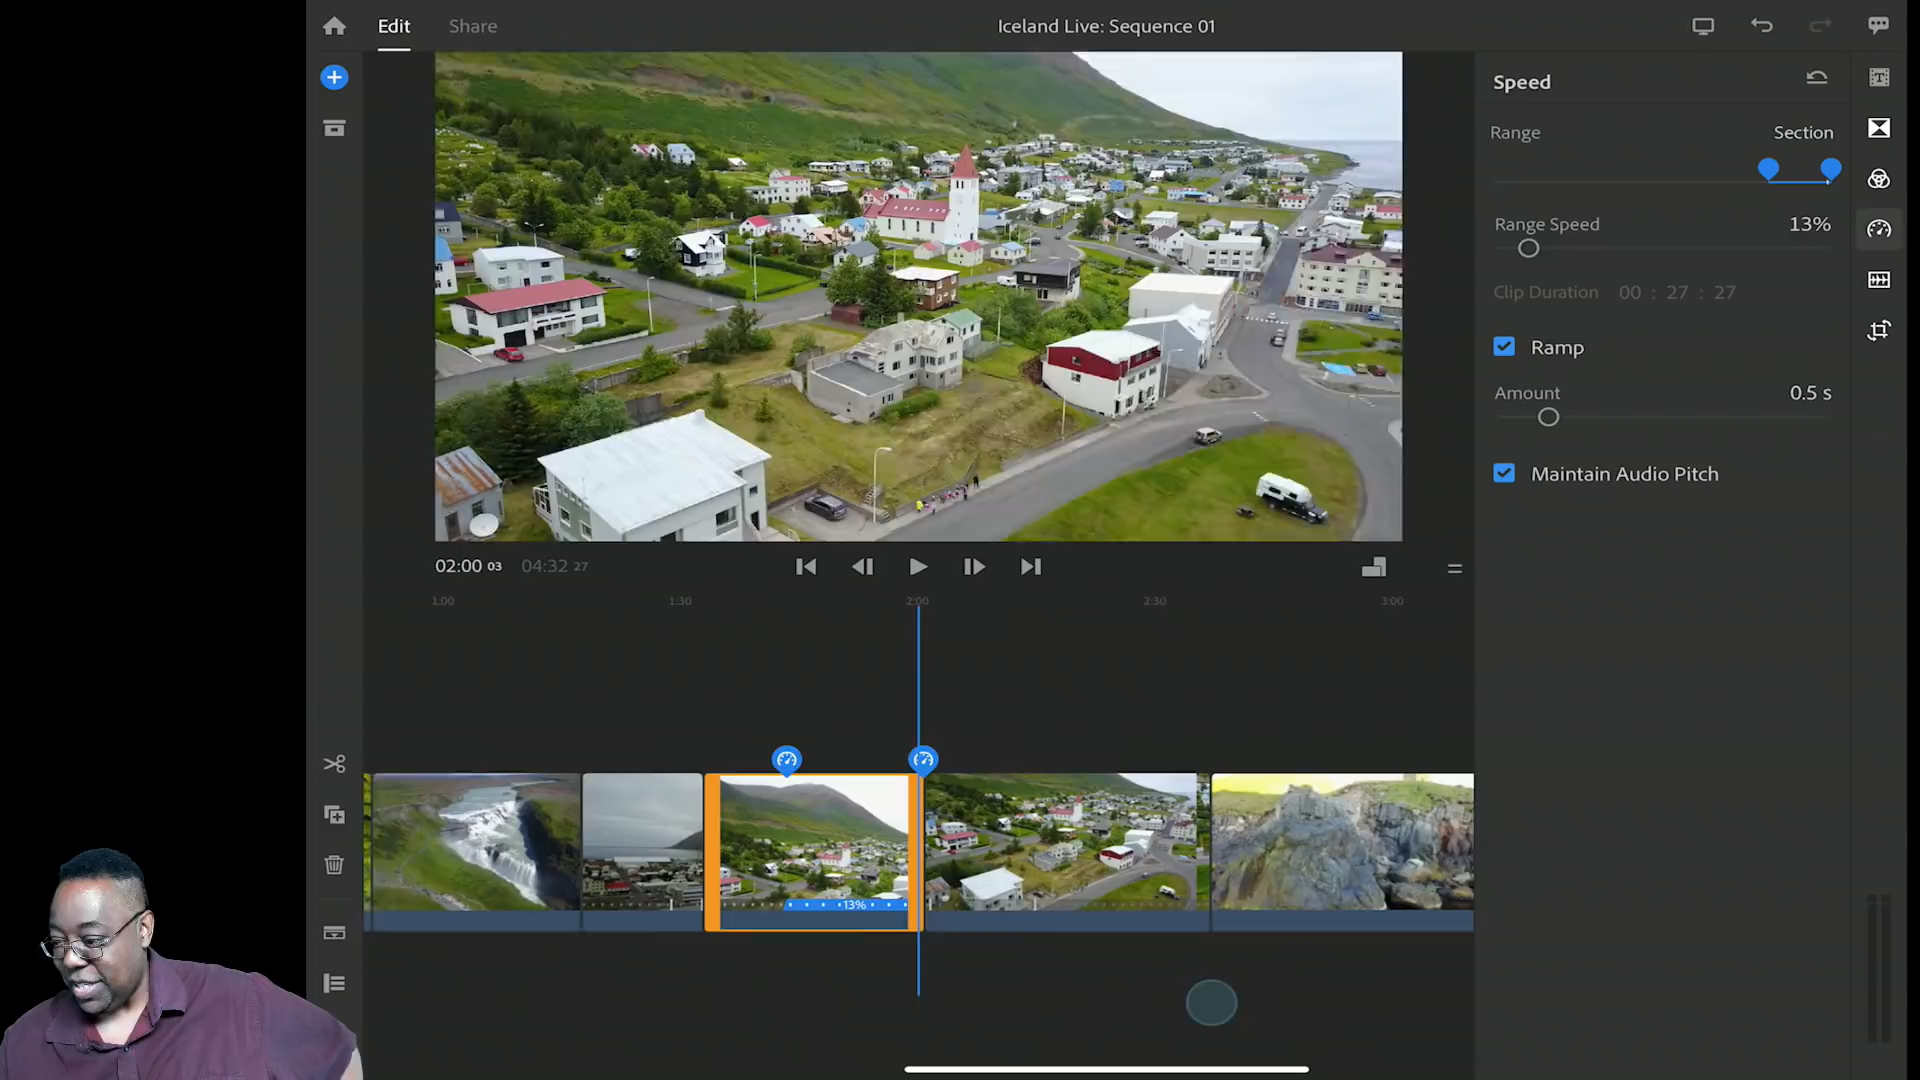 Edit
Share
Iceland Live: Sequence 01
Speed
Range
Section
Range Speed
13%
Clip Duration
00 : 27 : 27
Ramp
Amount
0.5 s
Maintain Audio Pitch
02:00 03
04:32 27
1:00
1:30
2:00
2:30
3:00
13%